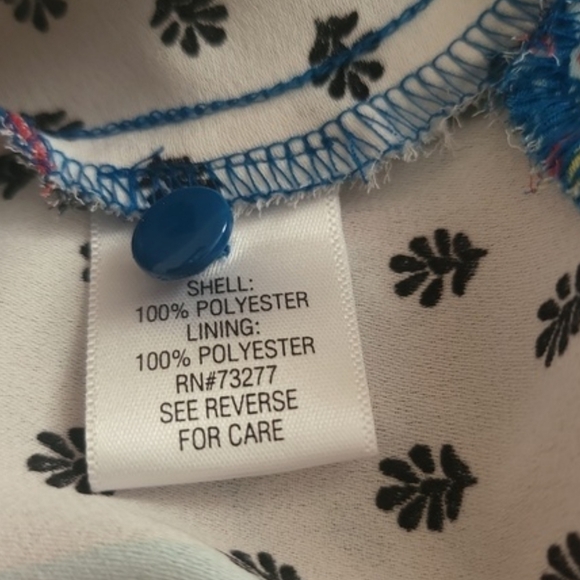 SHELL:
100% POLYESTER
LINING:
100% POLYESTER
RN#73277
SEE REVERSE
FOR CARE